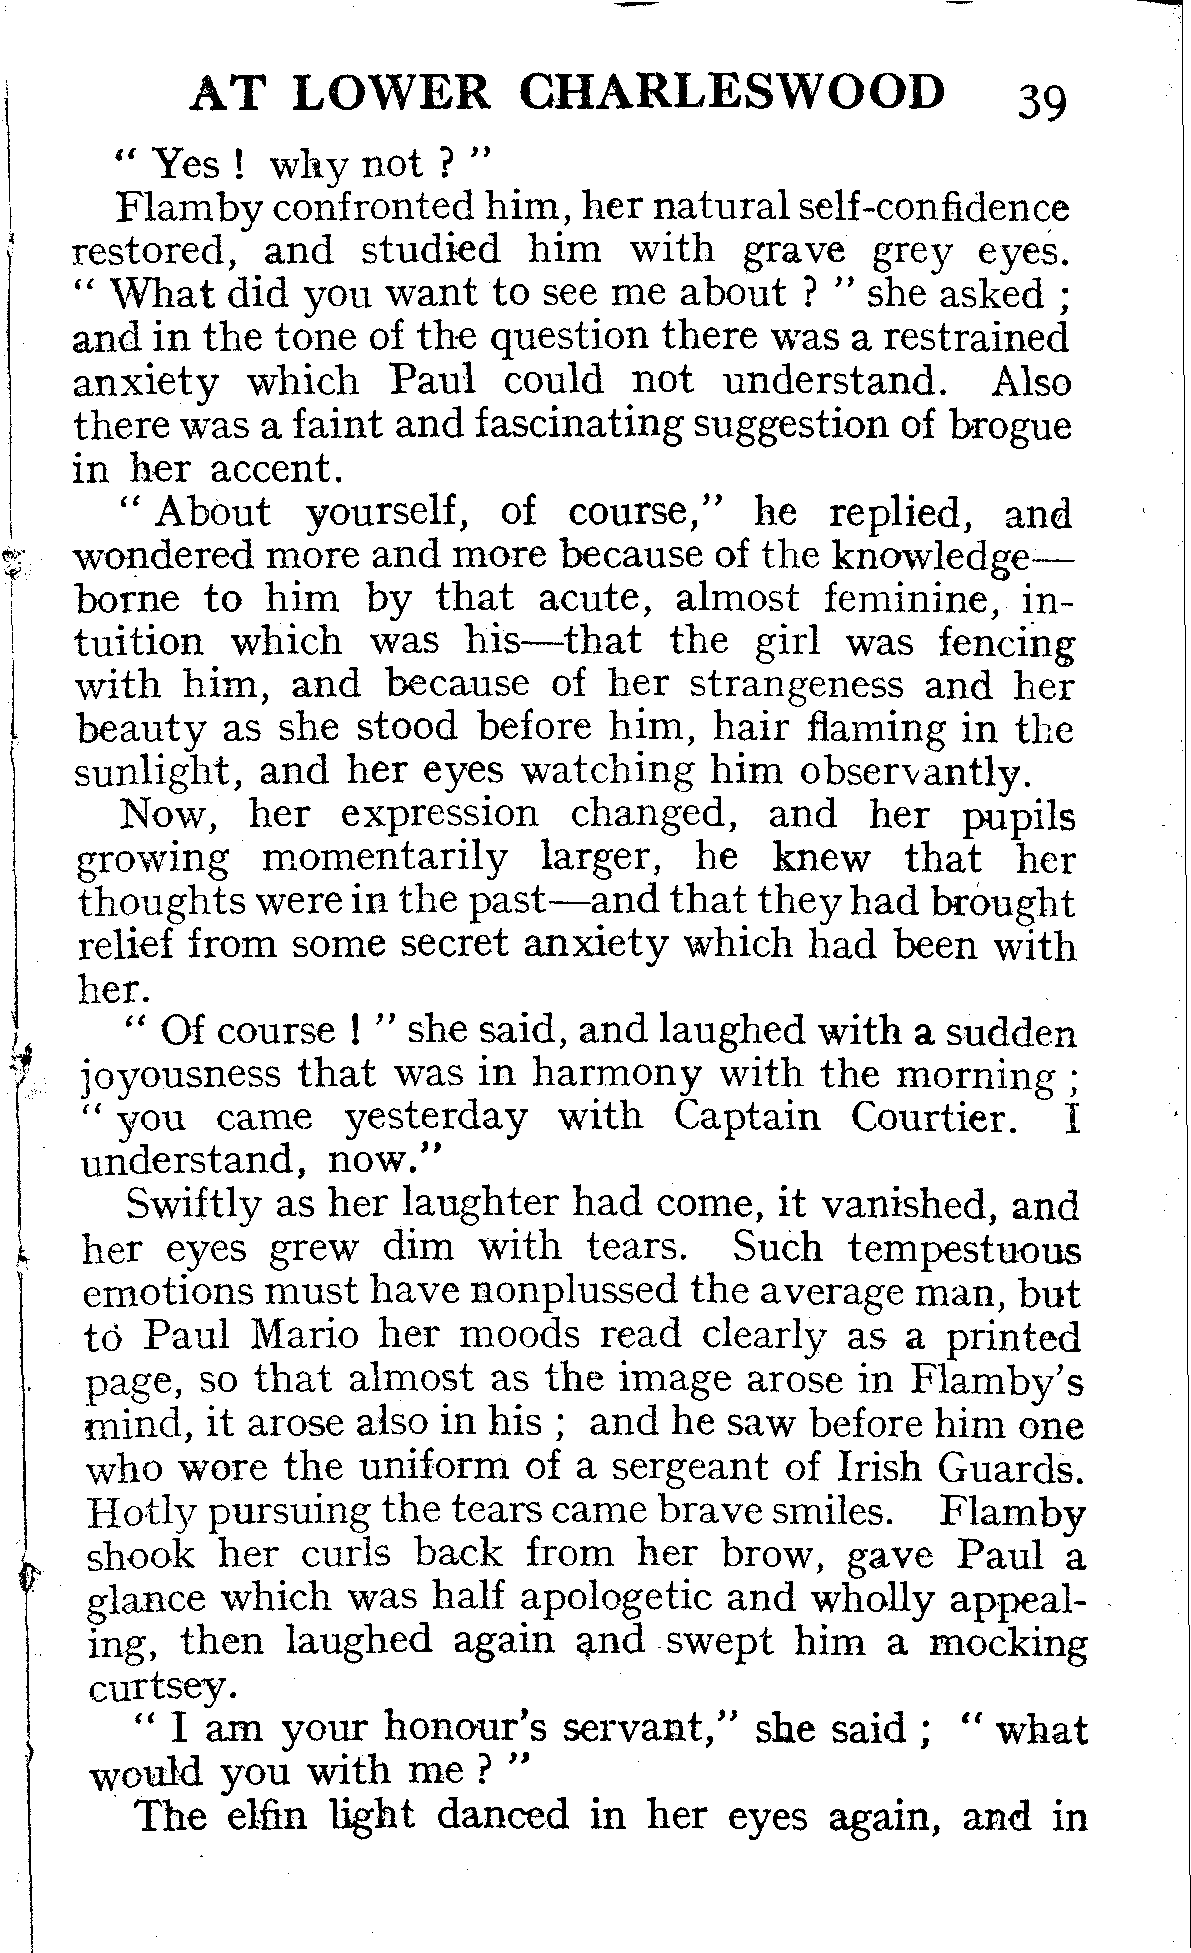 AT LOWER CHARLESWOOD 39
“ Yes ! why not ? ”
Flamby confronted him, her natural self-confidence
restored, and studied him with grave grey eyes.
“ What did you want to see me about ? ” she asked ;
and in the tone of the question there was a restrained
anxiety which Paul could not understand. Also
there was a faint and fascinating suggestion of brogue
in her accent.
“ About yourself, of course,” he replied, and
wondered more and more because of the knowledge—
borne to him by that acute, almost feminine, in-
tuition which was his—that the girl was fencing
with him, and because of her strangeness and her
beauty as she stood before him, hair flaming in the
sunlight, and her eyes watching him observantly.
Now, her expression changed, and her pupils
growing momentarily larger, he knew that her
thoughts were in the past—and that they had brought
relief from some secret anxiety which had been with
her.
“ Of course ! ” she said, and laughed with a sudden
joyousness that was in harmony with the morning ;
“ you came yesterday with Captain Courtier. I
understand, now.”
Swiftly as her laughter had come, it vanished, and
her eyes grew dim with tears. Such tempestuous
emotions must have nonplussed the average man, but
to Paul Mario her moods read clearly as a printed
page, so that almost as the image arose in Flamby’s
mind, it arose also in his ; and he saw before him one
who wore the uniform of a sergeant of Irish Guards.
Hotly pursuing the tears came brave smiles. Flamby
shook her curls back from her brow, gave Paul a
glance which was half apologetic and wholly appeal-
ing, then laughed again and swept him a mocking
curtsey.
“ I am your honour’s servant,” she said ; “ what
would you with me ? ”
The elfin light danced in her eyes again, and in